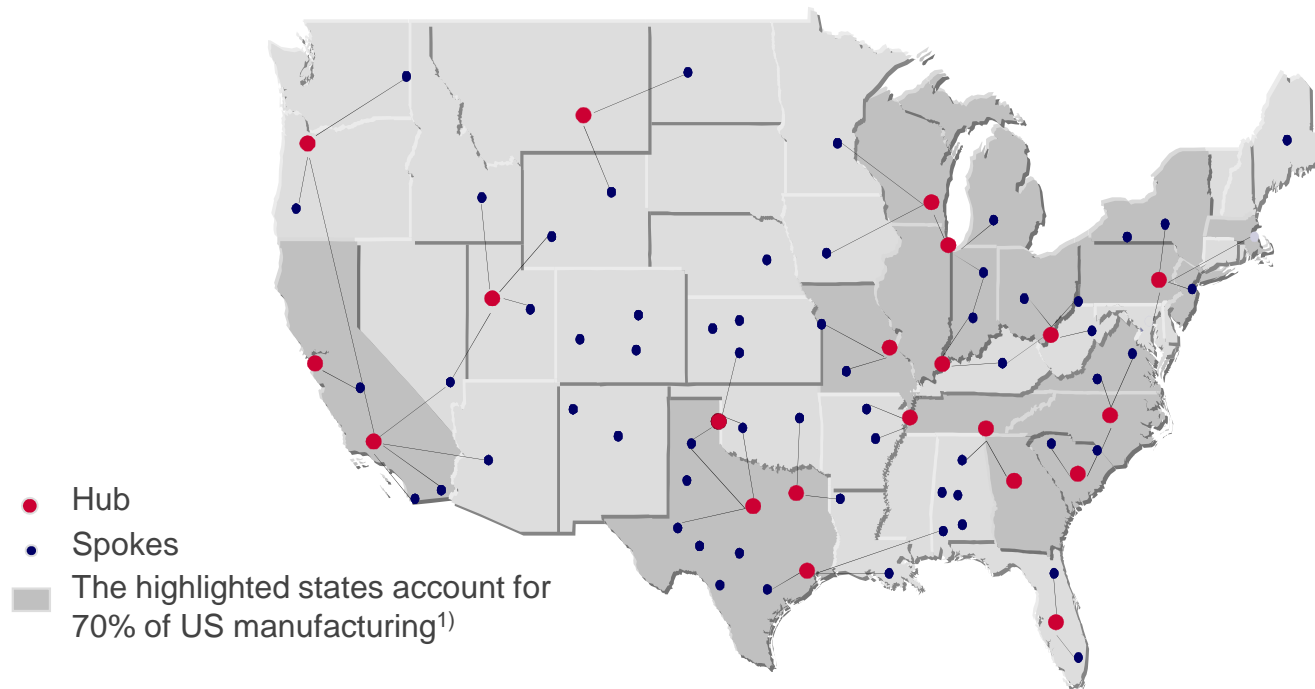 Hub
Spokes
The highlighted states account for
70% of US manufacturing1)